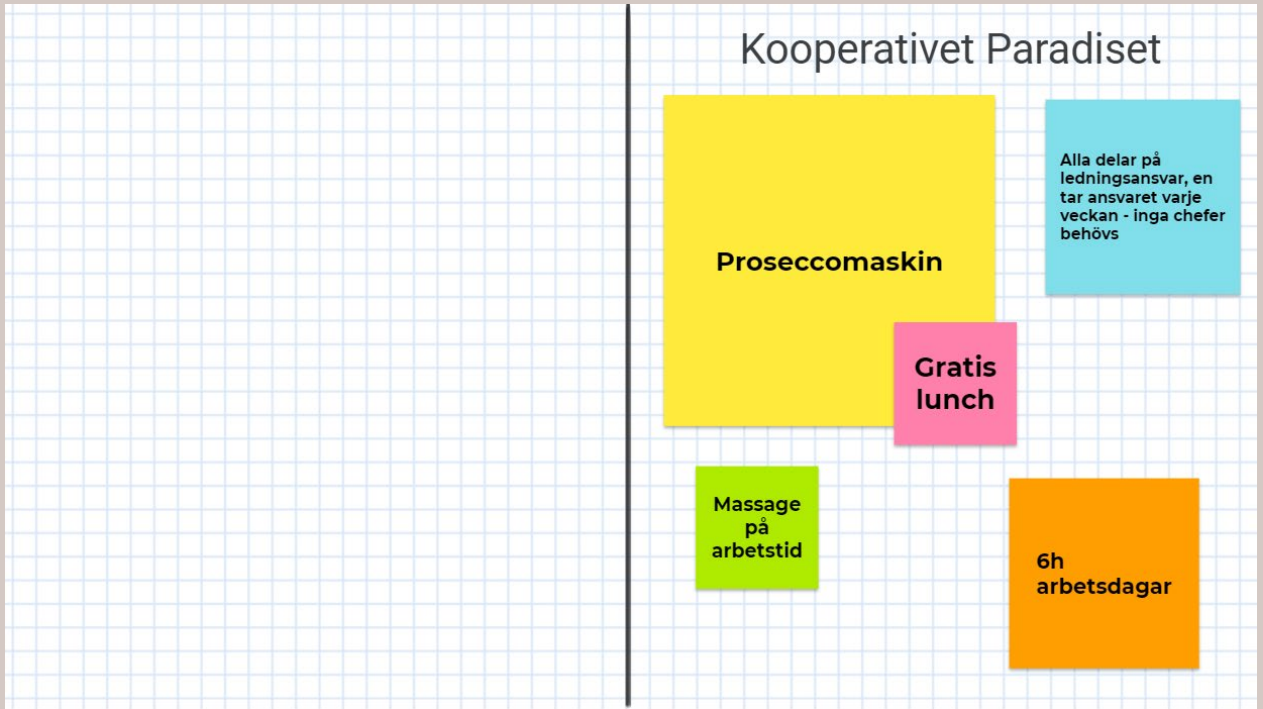 Kooperativet Paradiset
Proseccomaskin
Alla delar på
ledningsansvar, en
tar ansvaret varje
veckan - inga chefer
behövs
Gratis
lunch
Massage
på
arbetstid
6h
arbetsdagar